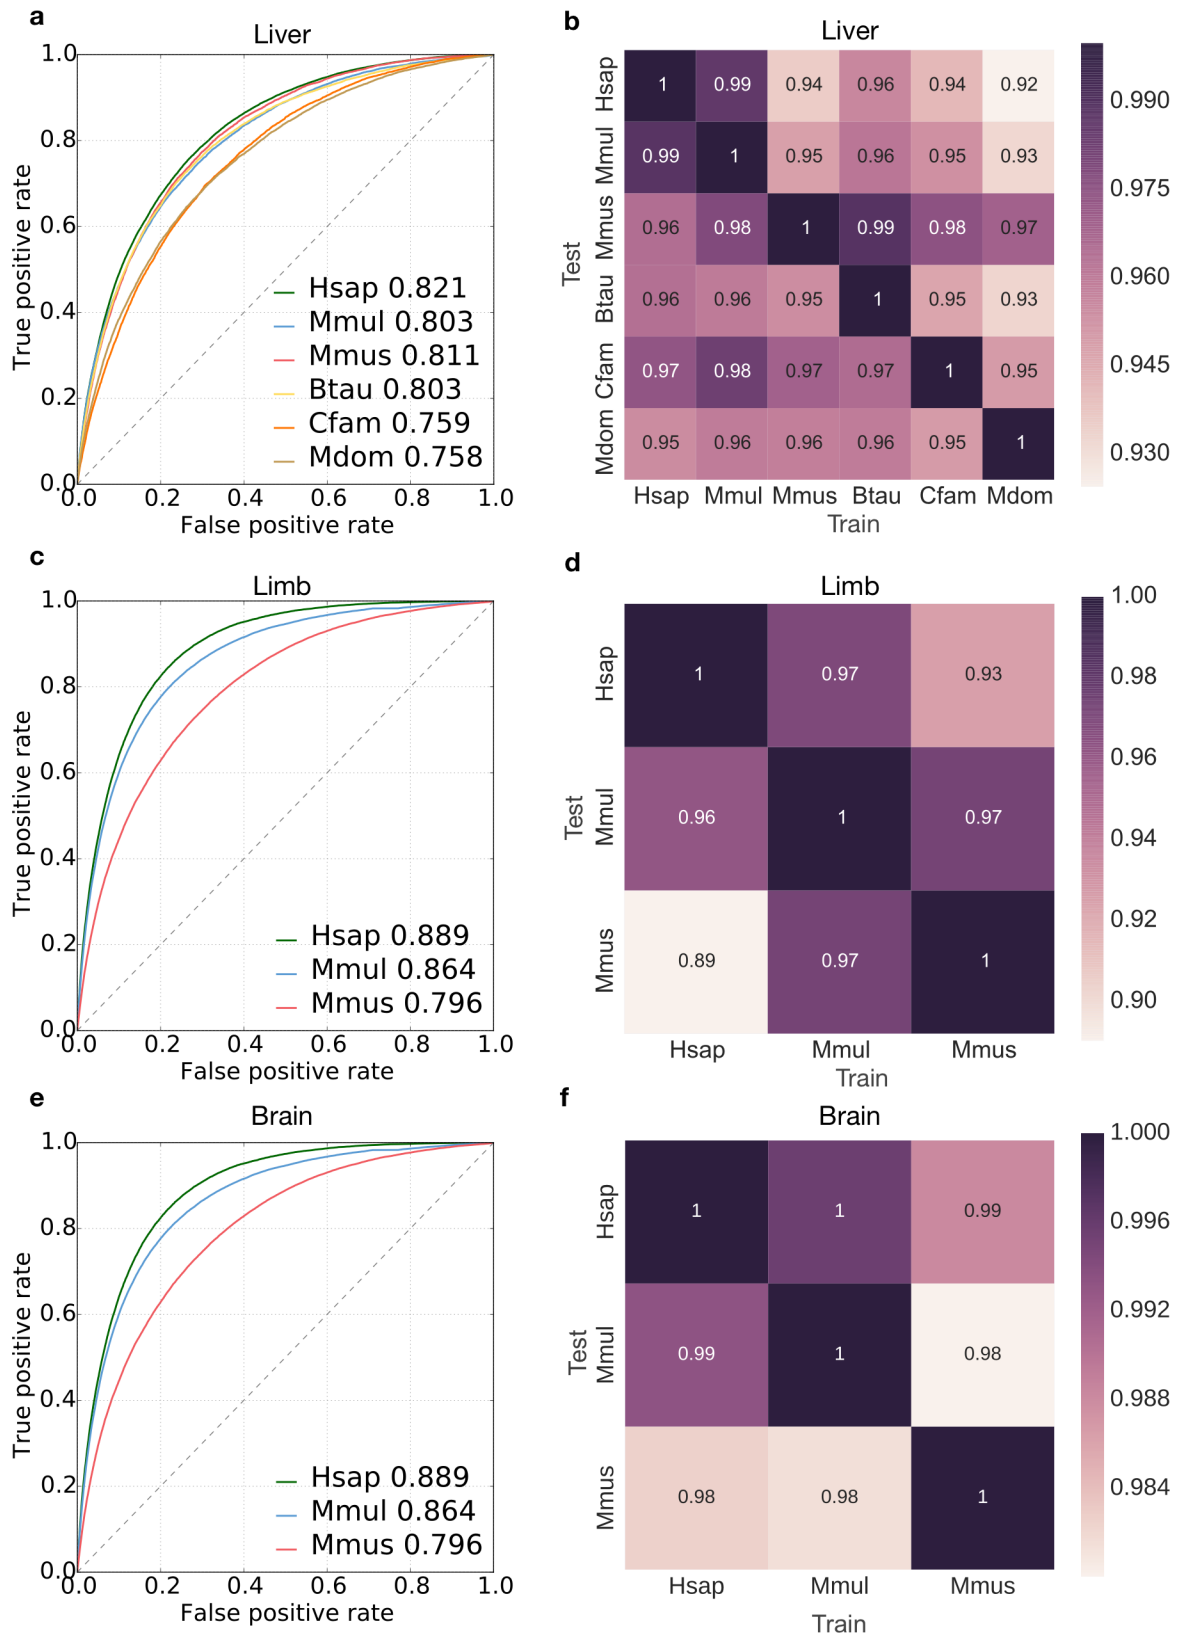 a
Liver
1.0
0.8
0.6
0.4
0.2
0.0
True positive rate
Hsap 0.821
Mmul 0.803
Mmus 0.811
Btau 0.803
Cfam 0.759
Mdom 0.758
0.0 0.2 0.4 0.6 0.8 1.0
False positive rate
b
Liver
Test
Hsap 1 0.99 0.94 0.96 0.94 0.92
Mmul 0.99 1 0.95 0.96 0.95 0.93
Mmus 0.96 0.98 1 0.99 0.98 0.97
Btau 0.96 0.96 0.95 1 0.95 0.93
Cfam 0.97 0.98 0.97 0.97 1 0.95
Mdom 0.95 0.96 0.96 0.96 0.95 1
Hsap Mmul Mmus Btau Cfam Mdom
Train
0.990
0.975
0.960
0.945
0.930
c
Limb
1.0
0.8
0.6
0.4
0.2
0.0
True positive rate
Hsap 0.889
Mmul 0.864
Mmus 0.796
0.0 0.2 0.4 0.6 0.8 1.0
False positive rate
d
Limb
Test
Hsap 1 0.97 0.93
Mmul 0.96 1 0.97
Mmus 0.89 0.97 1
Hsap Mmul Mmus
Train
1.00
0.98
0.96
0.94
0.92
0.90
e
Brain
1.0
0.8
0.6
0.4
0.2
0.0
True positive rate
Hsap 0.889
Mmul 0.864
Mmus 0.796
0.0 0.2 0.4 0.6 0.8 1.0
False positive rate
f
Brain
Test
Hsap 1 1 0.99
Mmul 0.99 1 0.98
Mmus 0.98 0.98 1
Hsap Mmul Mmus
Train
1.000
0.996
0.992
0.988
0.984